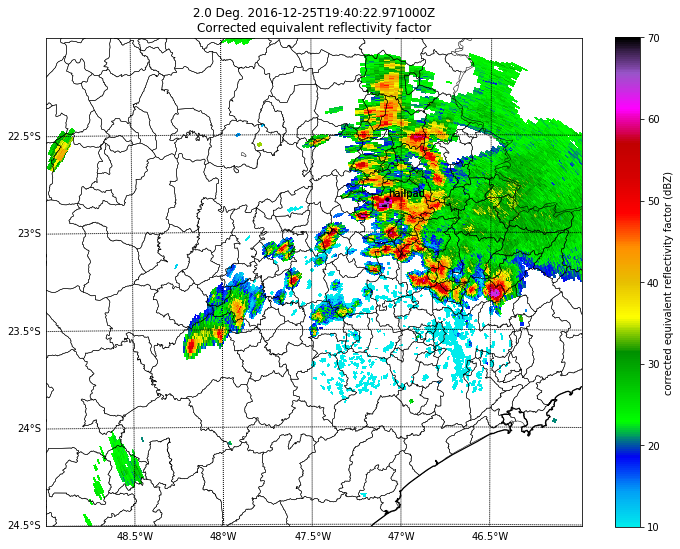 2.0 Deg. 2016-12-25T19:40:22.971000Z
Corrected equivalent reflectivity factor
22.5°S
23°S
23.5°S
24°S
24.5°S
48.5°W
48°W
47.5°W
47°W
46.5°W
hailpad
70
60
50
40
30
20
10
corrected equivalent reflectivity factor (dBZ)